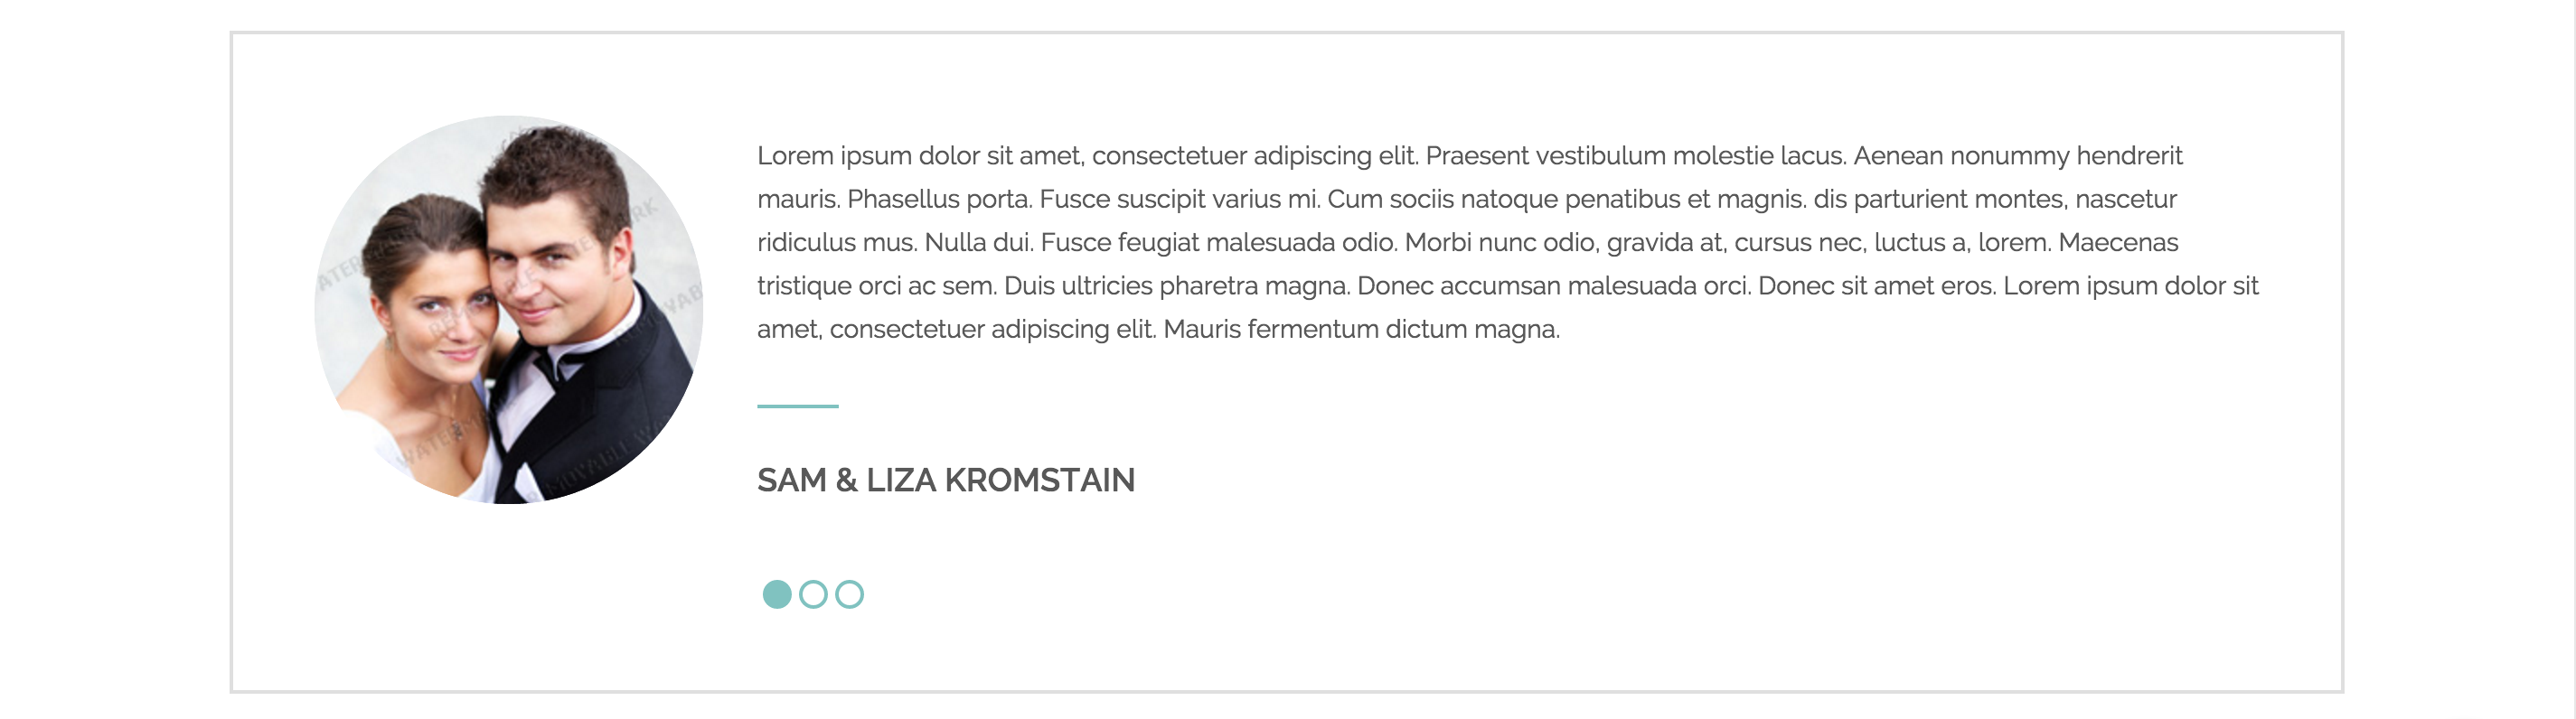 Lorem ipsum dolor sit amet, consectetuer adipiscing elit. Praesent vestibulum molestie lacus. Aenean nonummy hendrerit
mauris. Phasellus porta. Fusce suscipit varius mi. Cum sociis natoque penatibus et magnis. dis parturient montes, nascetur
ridiculus mus. Nulla dui. Fusce feugiat malesuada odio. Morbi nunc odio, gravida at, cursus nec, luctus a, lorem. Maecenas
tristique orci ac sem. Duis ultricies pharetra magna. Donec accumsan malesuada orci. Donec sit amet eros. Lorem ipsum dolor sit
amet, consectetuer adipiscing elit. Mauris fermentum dictum magna.
SAM & LIZA KROMSTAIN